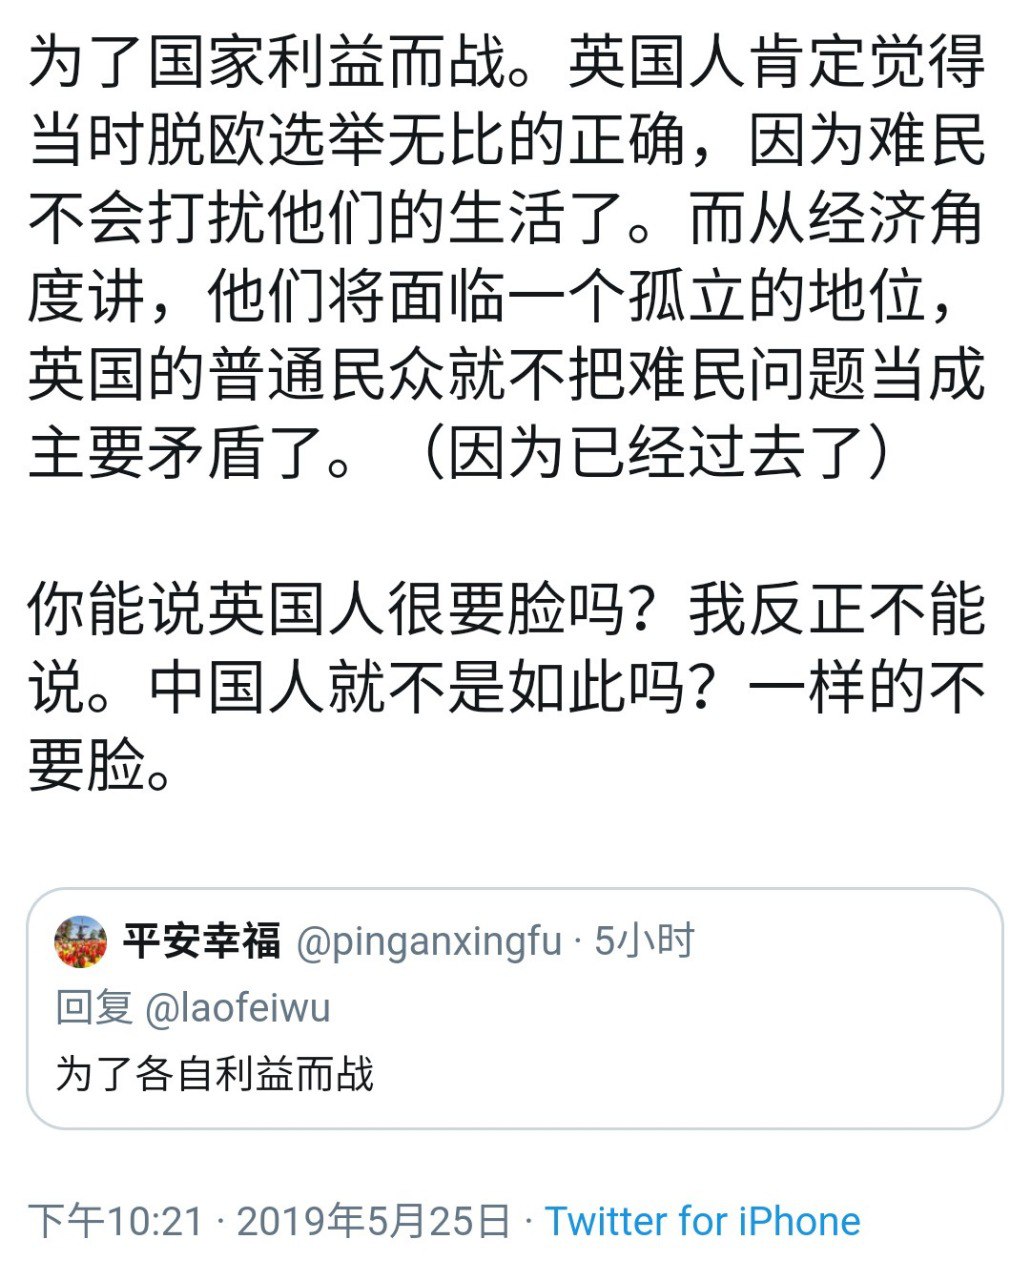 为了国家利益而战。英国人肯定觉得
当时脱欧选举无比的正确，因为难民
不会打扰他们的生活了。而从经济角
度讲，他们将面临一个孤立的地位，
英国的普通民众就不把难民问题当成
主要矛盾了。（因为已经过去了）
你能说英国人很要脸吗？我反正不能
说。中国人就不是如此吗？一样的不
要脸。
平安幸福 @pinganxingfu · 5小时
回复 @laofeiwu
为了各自利益而战
下午10:21 · 2019年5月25日 · Twitter for iPhone